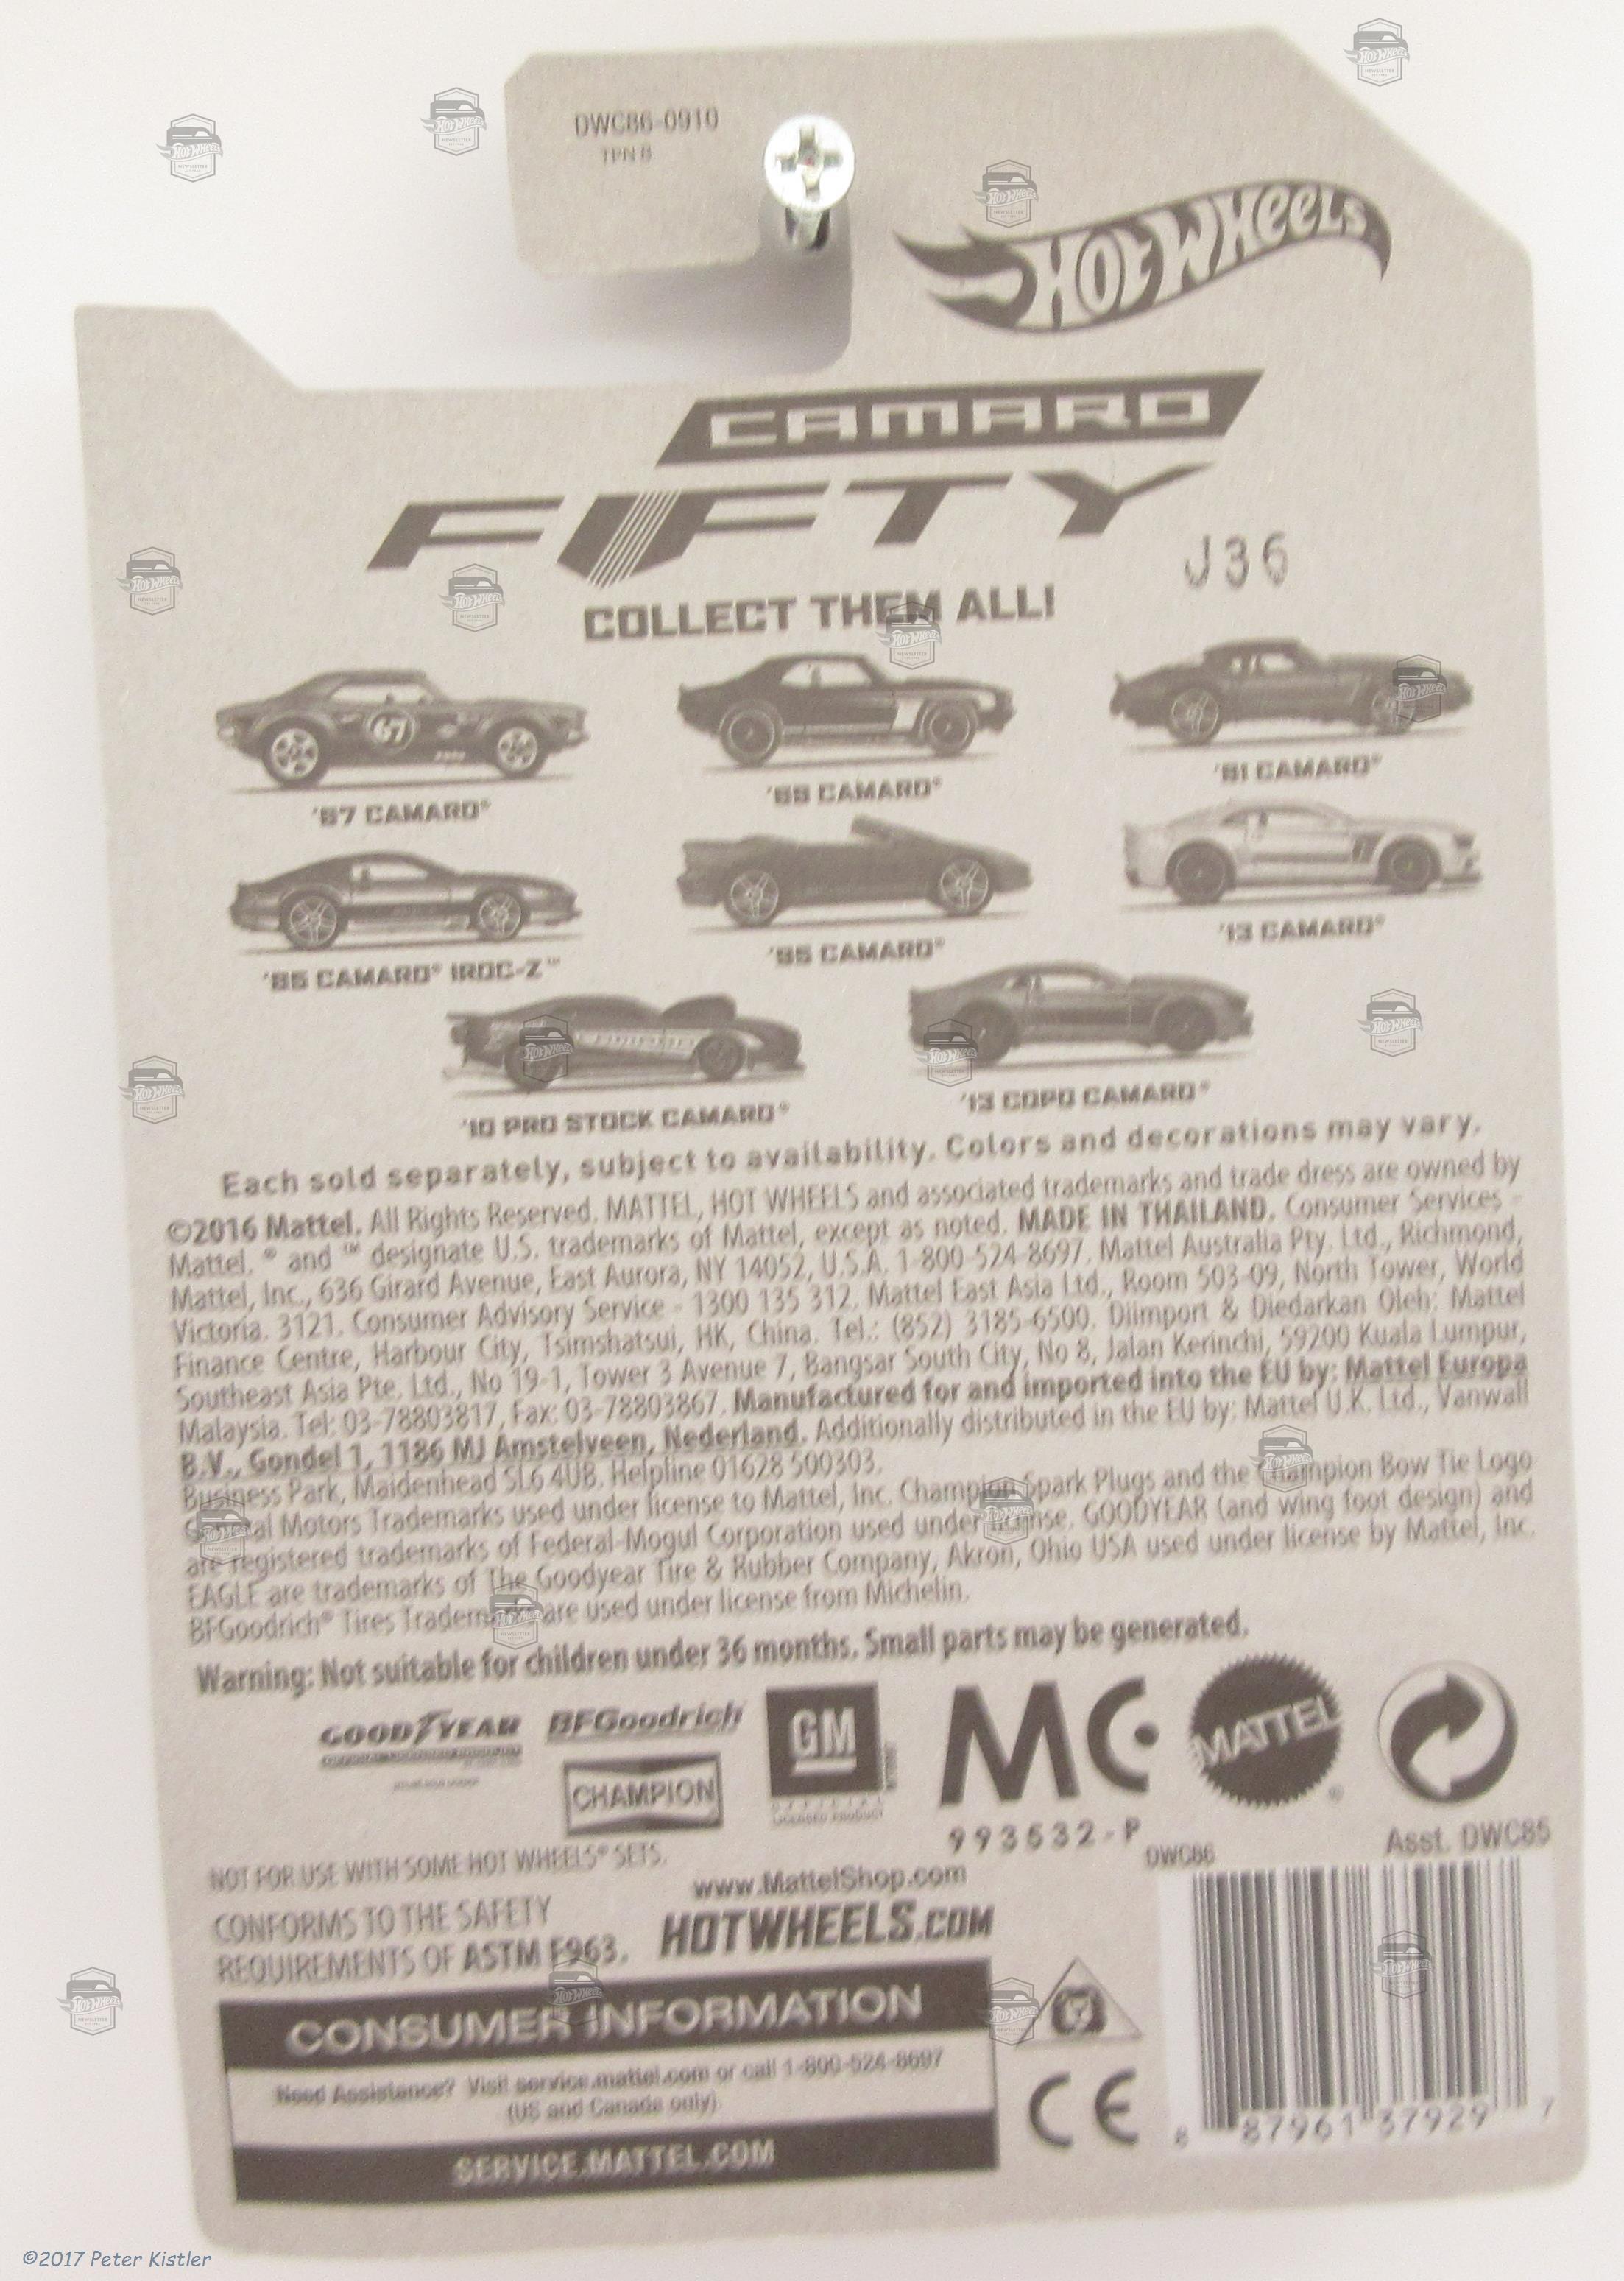 DWC86-0910
TPN B
HOT WHEELS
CAMARO
FIFTY
J36
COLLECT THEM ALL!
'67 CAMARO®
'81 CAMARO®
'85 CAMARO® IROC-Z™
'95 CAMARO®
'13 CAMARO®
'10 PRO STOCK CAMARO®
'13 COPO CAMARO®
Each sold separately, subject to availability. Colors and decorations may vary.
©2016 Mattel. All Rights Reserved. MATTEL, HOT WHEELS and associated trademarks and trade dress are owned by
Mattel. ® and ™ designate U.S. trademarks of Mattel, except as noted. MADE IN THAILAND. Consumer Services -
Mattel, Inc., 636 Girard Avenue, East Aurora, NY 14052, U.S.A. 1-800-524-8697. Mattel Australia Pty. Ltd., Richmond,
Victoria. 3121. Consumer Advisory Service - 1300 135 312. Mattel East Asia Ltd., Room 503-09, North Tower, World
Finance Centre, Harbour City, Tsimshatsui, HK, China. Tel.: (852) 3185-6500. Diimport & Diedarkan Oleh: Mattel
Southeast Asia Pte. Ltd., No 19-1, Tower 3 Avenue 7, Bangsar South City, No 8, Jalan Kerinchi, 59200 Kuala Lumpur,
Malaysia. Tel: 03-78803817, Fax: 03-78803867. Manufactured for and imported into the EU by: Mattel Europa
B.V., Gondel 1, 1186 MJ Amstelveen, Nederland. Additionally distributed in the EU by: Mattel U.K. Ltd., Vanwall
Business Park, Maidenhead SL6 4UB. Helpline 01628 500303.
General Motors Trademarks used under license to Mattel, Inc. Champion Spark Plugs and the Champion Bow Tie Logo
are registered trademarks of Federal-Mogul Corporation used under license. GOODYEAR (and wing foot design) and
EAGLE are trademarks of The Goodyear Tire & Rubber Company, Akron, Ohio USA used under license by Mattel, Inc.
BFGoodrich® Tires Trademarks are used under license from Michelin.
Warning: Not suitable for children under 36 months. Small parts may be generated.
GOODYEAR
BFGoodrich
CHAMPION
GM
OFFICIAL
LICENSED PRODUCT
MC
993532-P
MATTEL
DWC86
Asst. DWC85
NOT FOR USE WITH SOME HOT WHEELS® SETS.
www.MattelShop.com
CONFORMS TO THE SAFETY
REQUIREMENTS OF ASTM F963.
HOTWHEELS.COM
CONSUMER INFORMATION
Need Assistance? Visit service.mattel.com or call 1-800-524-8697
(US and Canada only)
SERVICE.MATTEL.COM
CE
8 87961 37929 7
©2017 Peter Kistler